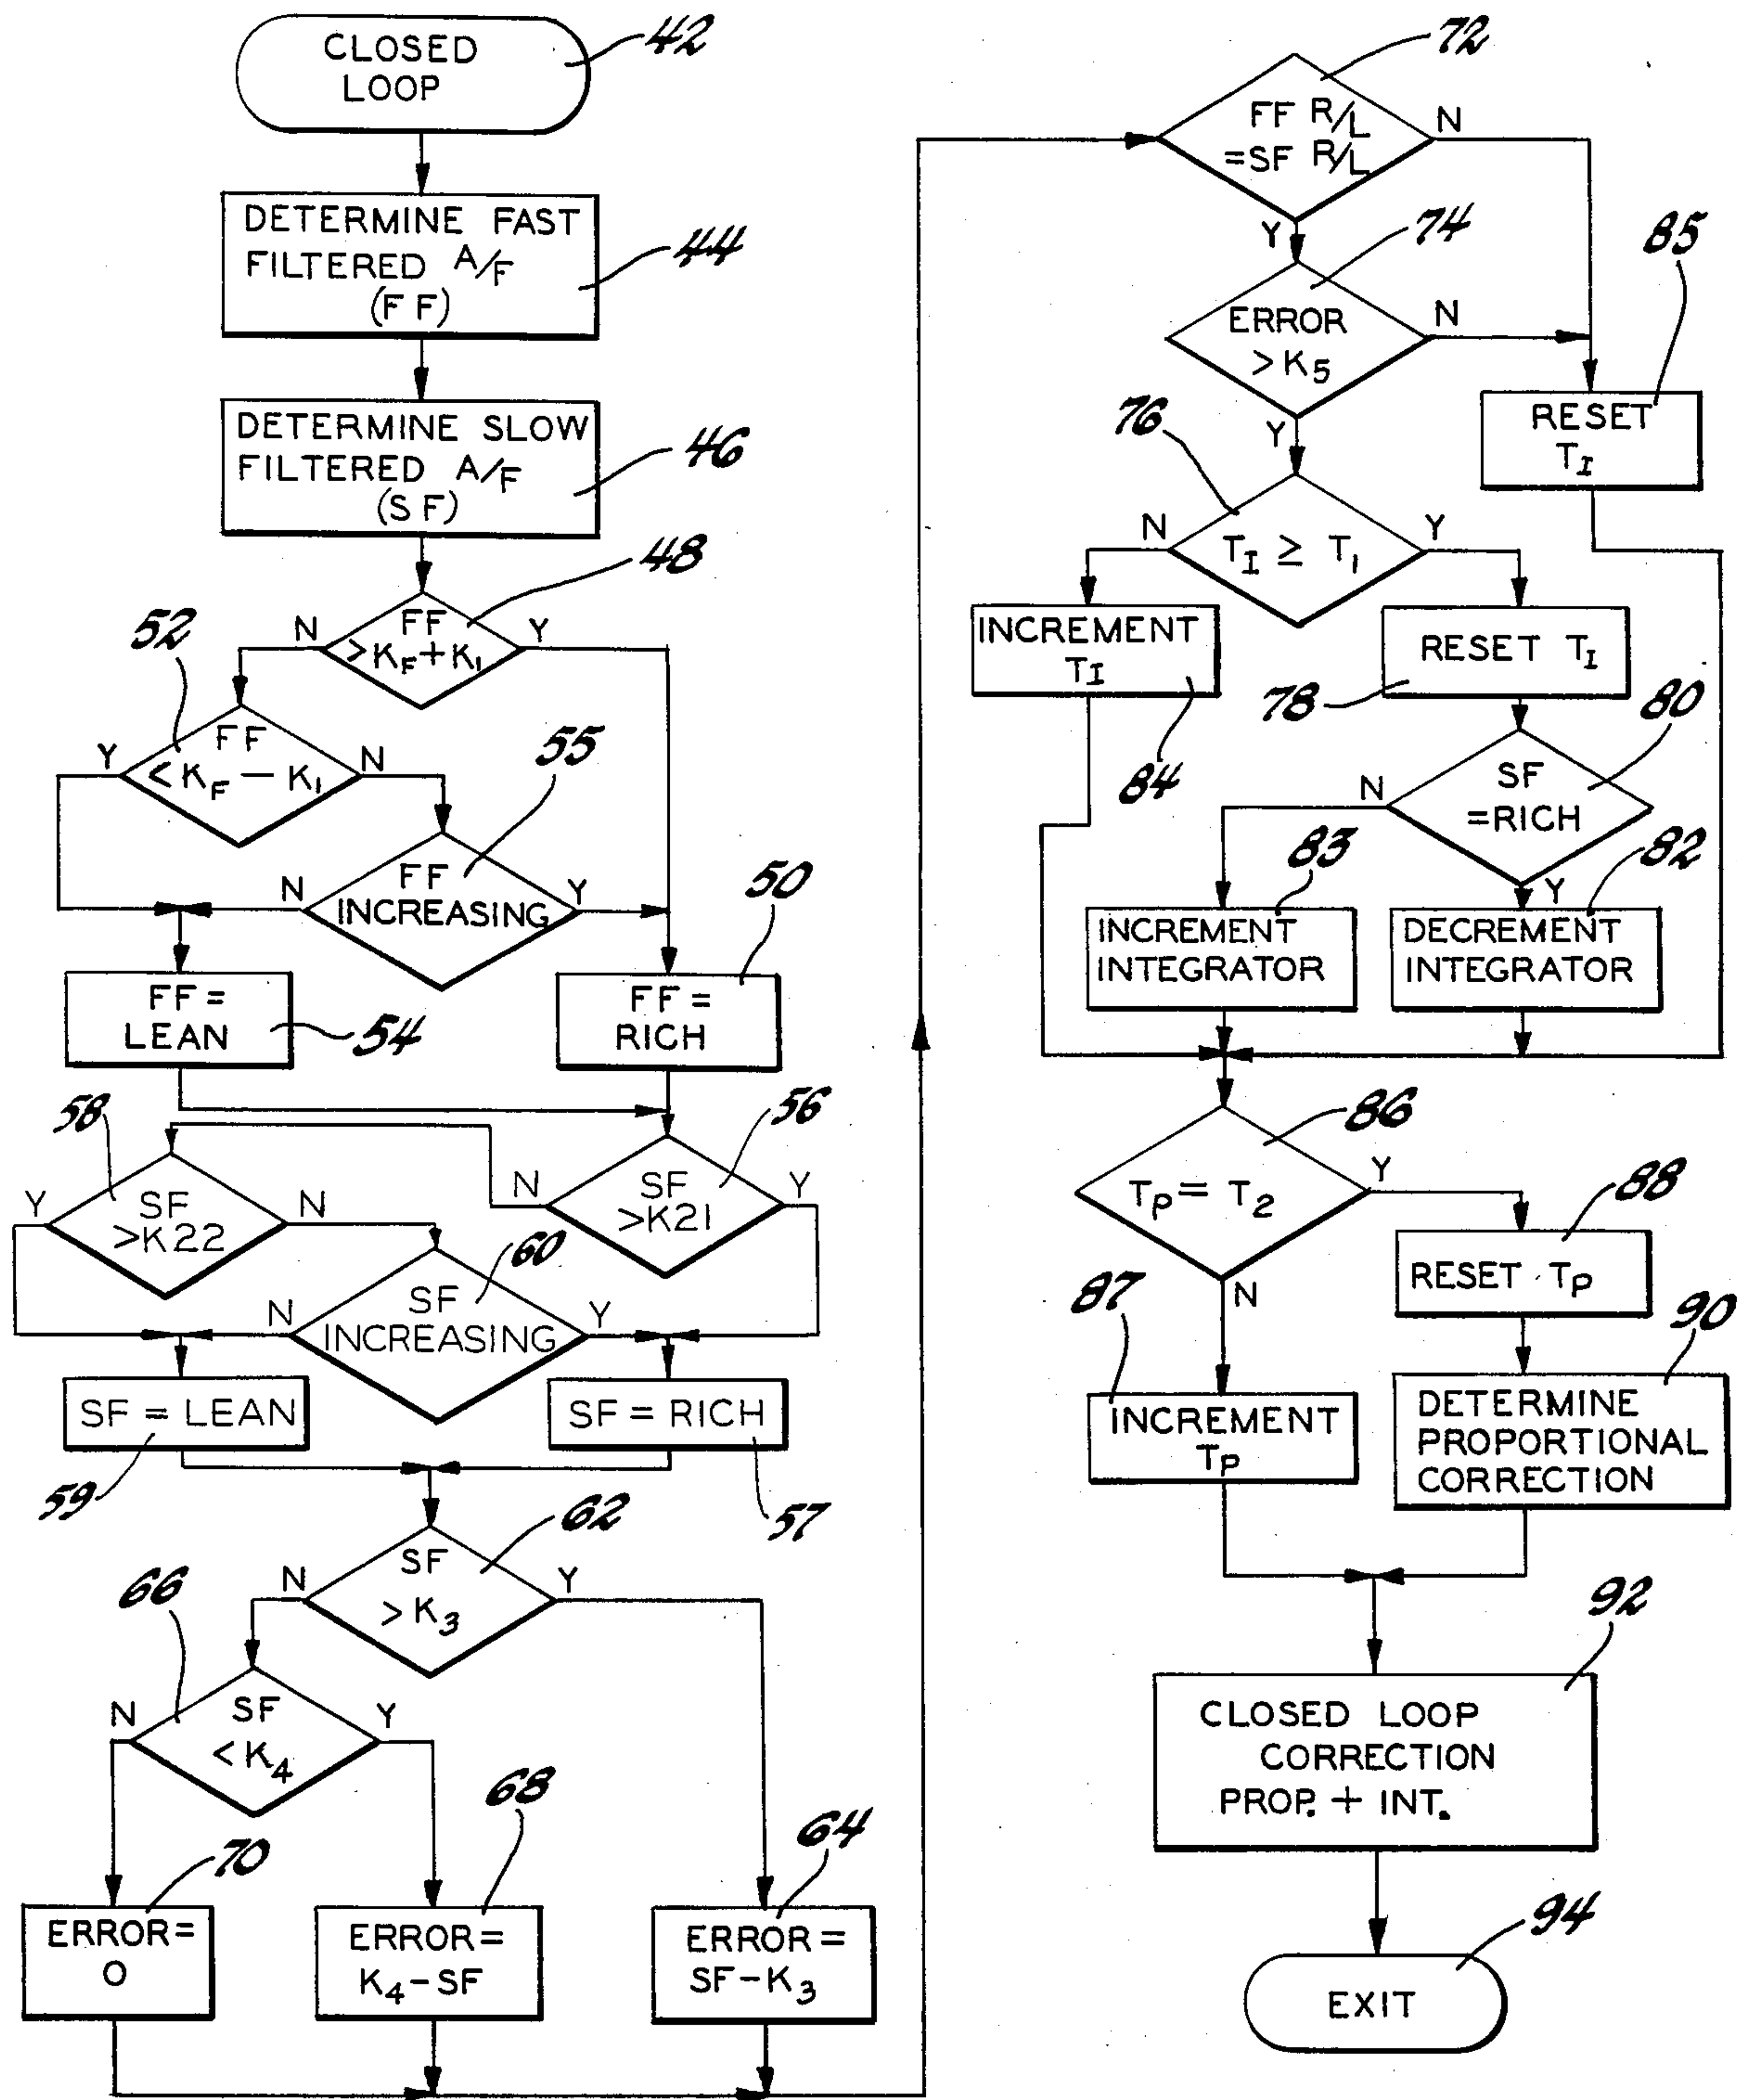 CLOSED
LOOP
42
DETERMINE FAST
FILTERED A/F
(FF)
44
DETERMINE SLOW
FILTERED A/F
(SF)
46
48
FF
>KF+K1
N
Y
52
FF
<KF-K1
Y
N
55
FF
INCREASING
N
Y
50
FF=
LEAN
54
FF=
RICH
58
56
SF
>K21
N
Y
SF
>K22
Y
N
60
SF
INCREASING
N
Y
SF=LEAN
SF=RICH
59
57
62
SF
>K3
N
Y
66
SF
<K4
N
Y
70
68
64
ERROR=
0
ERROR=
K4-SF
ERROR=
SF-K3
72
FF R/L
=SF R/L
N
Y
74
85
ERROR
>K5
N
Y
RESET
TI
76
TI ≥ T1
N
Y
INCREMENT
TI
84
RESET TI
78
80
SF
=RICH
N
Y
83
82
INCREMENT
INTEGRATOR
DECREMENT
INTEGRATOR
86
TP=T2
Y
N
88
RESET TP
87
90
INCREMENT
TP
DETERMINE
PROPORTIONAL
CORRECTION
92
CLOSED LOOP
CORRECTION
PROP. + INT.
94
EXIT